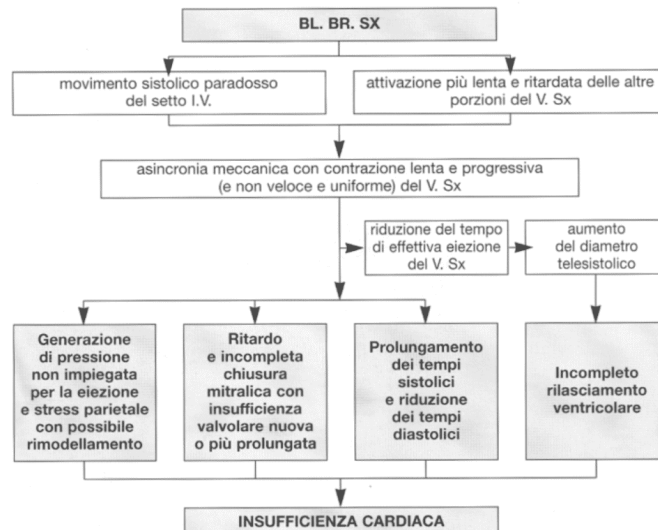 BL. BR. SX
movimento sistolico paradosso
del setto I.V.
attivazione più lenta e ritardata delle altre
porzioni del V. Sx
asincronia meccanica con contrazione lenta e progressiva
(e non veloce e uniforme) del V. Sx
riduzione del tempo
di effettiva eiezione
del V. Sx
aumento
del diametro
telesistolico
Generazione
di pressione
non impiegata
per la eiezione
e stress parietale
con possibile
rimodellamento
Ritardo
e incompleta
chiusura
mitralica con
insufficienza
valvolare nuova
o più prolungata
Prolungamento
dei tempi
sistolici
e riduzione
dei tempi
diastolici
Incompleto
rilasciamento
ventricolare
INSUFFICIENZA CARDIACA